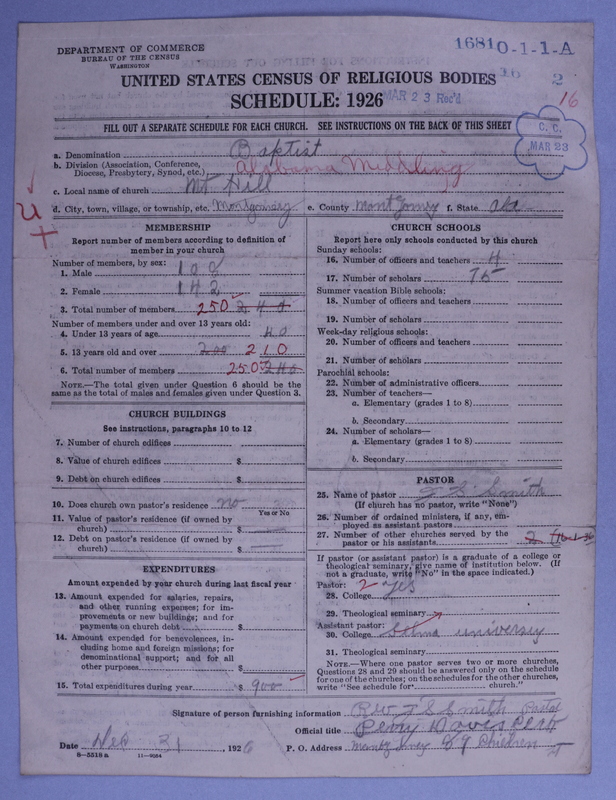 DEPARTMENT OF COMMERCE
BUREAU OF THE CENSUS
WASHINGTON
16810-1-1-A
UNITED STATES CENSUS OF RELIGIOUS BODIES
SCHEDULE: 1926
MAR 23 Rec'd
2
16
FILL OUT A SEPARATE SCHEDULE FOR EACH CHURCH. SEE INSTRUCTIONS ON THE BACK OF THIS SHEET
C. C.
MAR 23
a. Denomination Baptist
b. Division (Association, Conference, Diocese, Presbytery, Synod, etc.) Alabama Middling
c. Local name of church Mt Hill
d. City, town, village, or township, etc. Montgomery e. County Montgomery f. State Ala
MEMBERSHIP
Report number of members according to definition of member in your church
Number of members, by sex:
1. Male 108
2. Female 142
3. Total number of members 250 240
Number of members under and over 13 years old:
4. Under 13 years of age 40
5. 13 years old and over 200 210
6. Total number of members 250 240
NOTE.—The total given under Question 6 should be the same as the total of males and females given under Question 3.
CHURCH BUILDINGS
See instructions, paragraphs 10 to 12
7. Number of church edifices
8. Value of church edifices $
9. Debt on church edifices $
10. Does church own pastor's residence no
Yes or No
11. Value of pastor's residence (if owned by church) $
12. Debt on pastor's residence (if owned by church) $
EXPENDITURES
Amount expended by your church during last fiscal year
13. Amount expended for salaries, repairs, and other running expenses; for improvements or new buildings; and for payments on church debt $
14. Amount expended for benevolences, including home and foreign missions; for denominational support; and for all other purposes $
15. Total expenditures during year $ 900
CHURCH SCHOOLS
Report here only schools conducted by this church
Sunday schools:
16. Number of officers and teachers 4
17. Number of scholars 75
Summer vacation Bible schools:
18. Number of officers and teachers
19. Number of scholars
Week-day religious schools:
20. Number of officers and teachers
21. Number of scholars
Parochial schools:
22. Number of administrative officers
23. Number of teachers—
a. Elementary (grades 1 to 8)
b. Secondary
24. Number of scholars—
a. Elementary (grades 1 to 8)
b. Secondary
PASTOR
25. Name of pastor F S Smith
(If church has no pastor, write "None")
26. Number of ordained ministers, if any, employed as assistant pastors
27. Number of other churches served by the pastor or his assistants
If pastor (or assistant pastor) is a graduate of a college or theological seminary, give name of institution below. (If not a graduate, write "No" in the space indicated.)
Pastor: 2 yes
28. College
29. Theological seminary
Assistant pastor:
30. College Selma universey
31. Theological seminary
NOTE.—Where one pastor serves two or more churches, Questions 28 and 29 should be answered only on the schedule for one of the churches; on the schedules for the other churches, write "See schedule for church."
Signature of person furnishing information Rev F S Smith Pastor
Official title Perry Daves Clerk
Date Dec 31, 1926 P. O. Address
8—5318a 11—9084